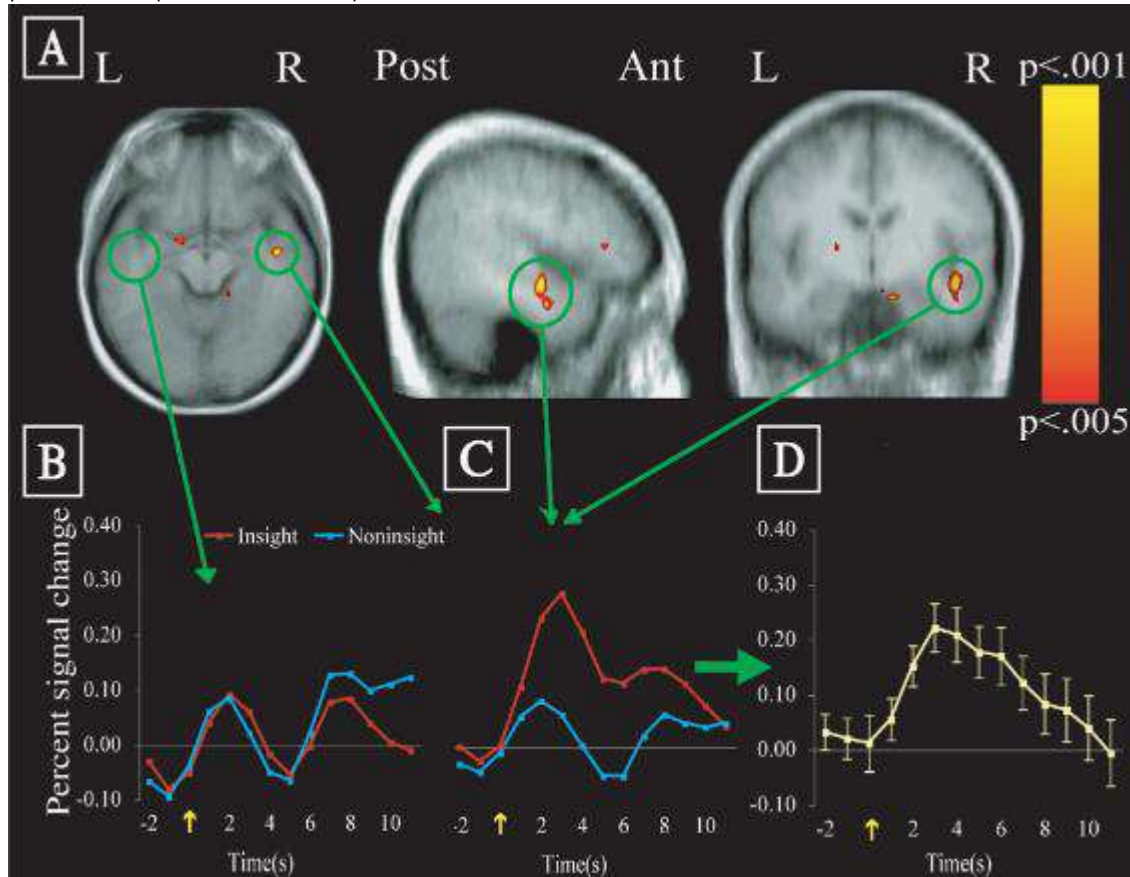 A
L R Post Ant L R p<.001
p<.005
B C D
Percent signal change
0.40
0.30
0.20
0.10
0.00
-0.10
Insight Noninsight
-2 2 4 6 8 10
Time(s)
-2 2 4 6 8 10
Time(s)
0.40
0.30
0.20
0.10
0.00
-0.10
-2 2 4 6 8 10
Time(s)